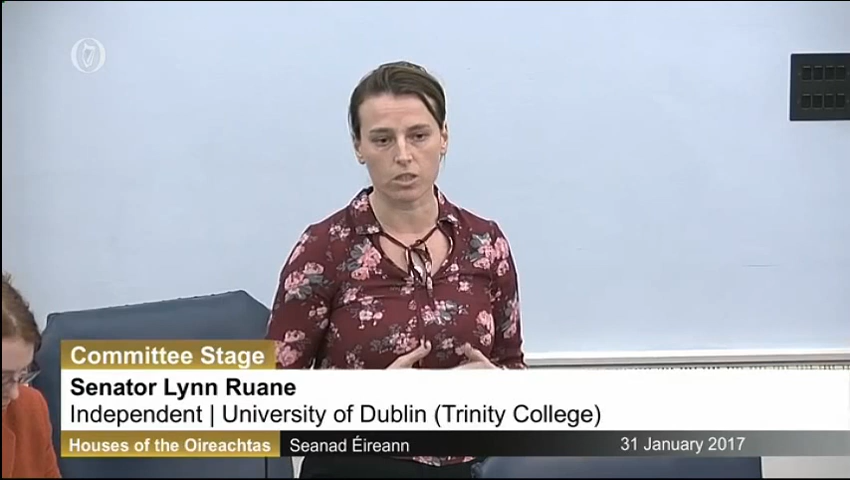 Committee Stage
Senator Lynn Ruane
Independent | University of Dublin (Trinity College)
Houses of the Oireachtas Seanad Éireann 31 January 2017